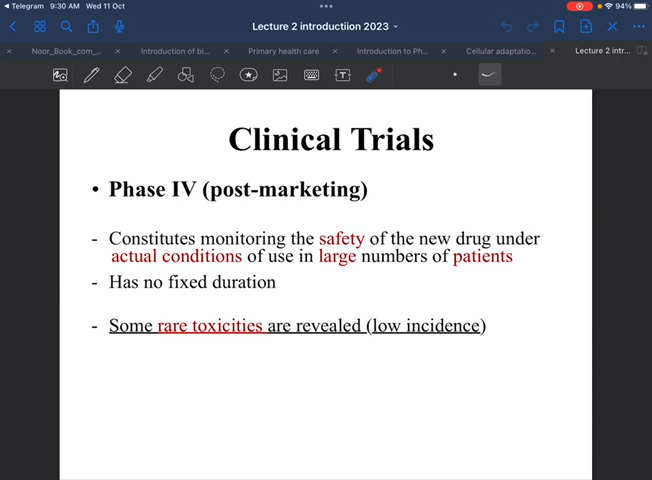 Telegram 9:30 AM Wed 11 Oct
94%
Lecture 2 introductiion 2023
Noor_Book_com_...
Introduction of bi...
Primary health care
Introduction to Ph...
Cellular adaptatio...
Lecture 2 intr...
Clinical Trials
• Phase IV (post-marketing)
- Constitutes monitoring the safety of the new drug under
actual conditions of use in large numbers of patients
- Has no fixed duration
- Some rare toxicities are revealed (low incidence)